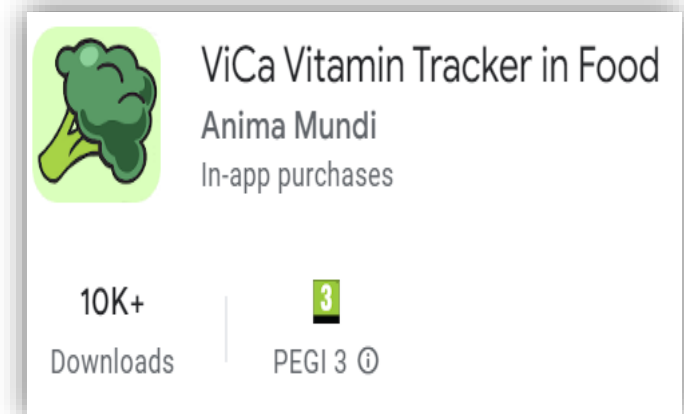 ViCa Vitamin Tracker in Food
Anima Mundi
In-app purchases
10K+
Downloads
3
PEGI 3